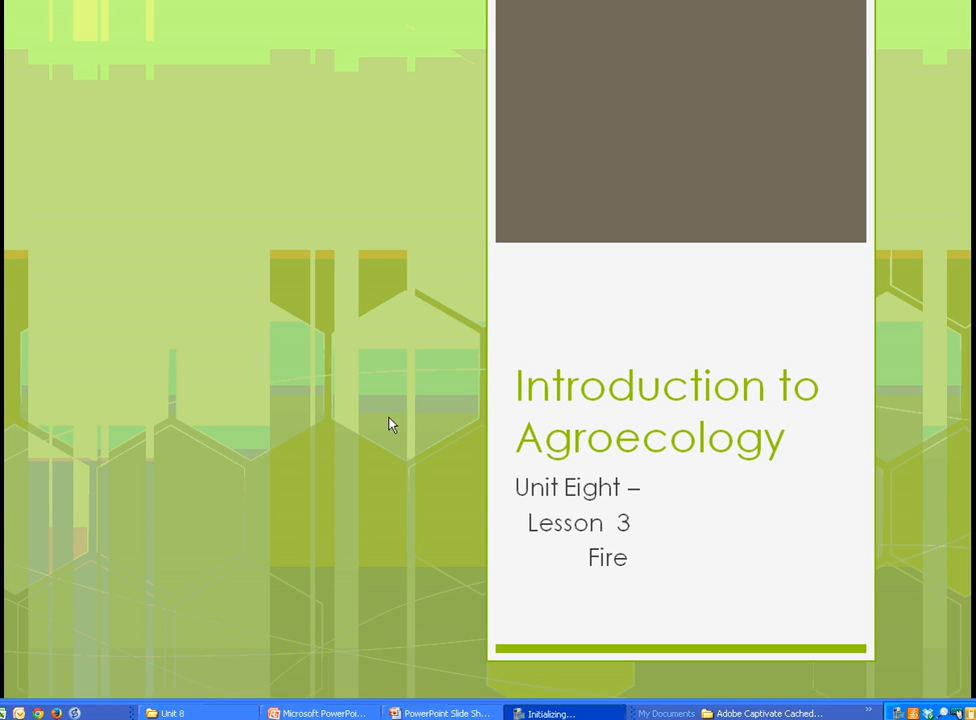 Introduction to
Agroecology
Unit Eight –
Lesson 3
Fire
Unit 8
Microsoft PowerPoi...
PowerPoint Slide Sh...
Initializing...
My Documents
»
Adobe Captivate Cached...
»